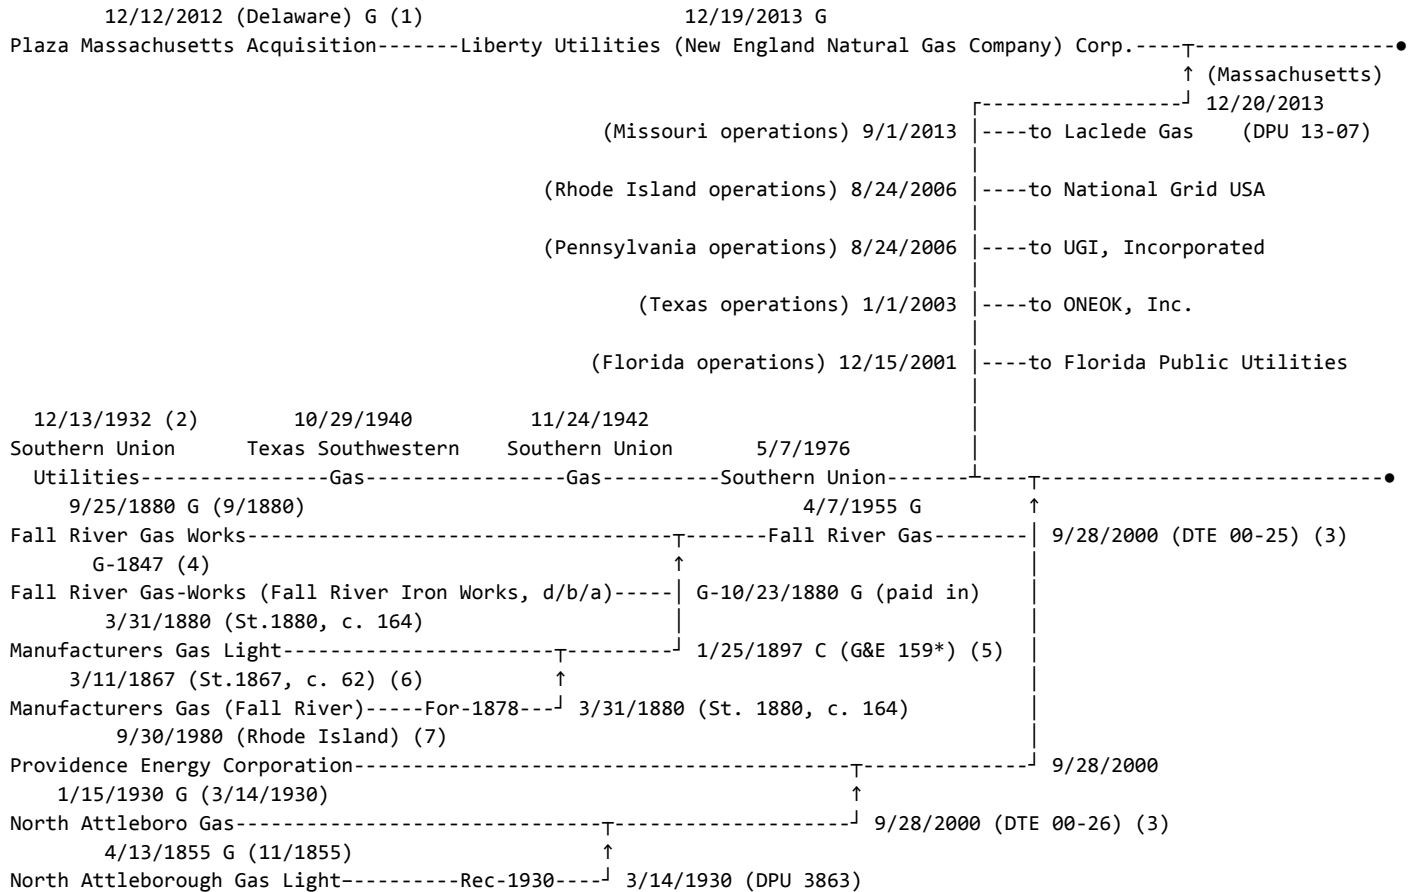 12/12/2012 (Delaware) G (1) 12/19/2013 G
Plaza Massachusetts Acquisition-------Liberty Utilities (New England Natural Gas Company) Corp.----┬-----------------●
↑ (Massachusetts)
┌-----------------┘ 12/20/2013
(Missouri operations) 9/1/2013 |----to Laclede Gas (DPU 13-07)
(Rhode Island operations) 8/24/2006 |----to National Grid USA
(Pennsylvania operations) 8/24/2006 |----to UGI, Incorporated
(Texas operations) 1/1/2003 |----to ONEOK, Inc.
(Florida operations) 12/15/2001 |----to Florida Public Utilities
12/13/1932 (2) 10/29/1940 11/24/1942
Southern Union Texas Southwestern Southern Union 5/7/1976
Utilities----------------Gas-----------------Gas----------Southern Union-------┴----┬-----------------------------●
9/25/1880 G (9/1880) 4/7/1955 G ↑
Fall River Gas Works------------------------------------┬-------Fall River Gas--------| 9/28/2000 (DTE 00-25) (3)
G-1847 (4) ↑
Fall River Gas-Works (Fall River Iron Works, d/b/a)-----| G-10/23/1880 G (paid in)
3/31/1880 (St.1880, c. 164)
Manufacturers Gas Light-----------------------┬---------┘ 1/25/1897 C (G&E 159*) (5)
3/11/1867 (St.1867, c. 62) (6) ↑
Manufacturers Gas (Fall River)-----For-1878---┘ 3/31/1880 (St. 1880, c. 164)
9/30/1980 (Rhode Island) (7)
Providence Energy Corporation------------------------------------------┬--------------┘ 9/28/2000
1/15/1930 G (3/14/1930) ↑
North Attleboro Gas-------------------------------┬--------------------┘ 9/28/2000 (DTE 00-26) (3)
4/13/1855 G (11/1855) ↑
North Attleborough Gas Light----------Rec-1930----┘ 3/14/1930 (DPU 3863)